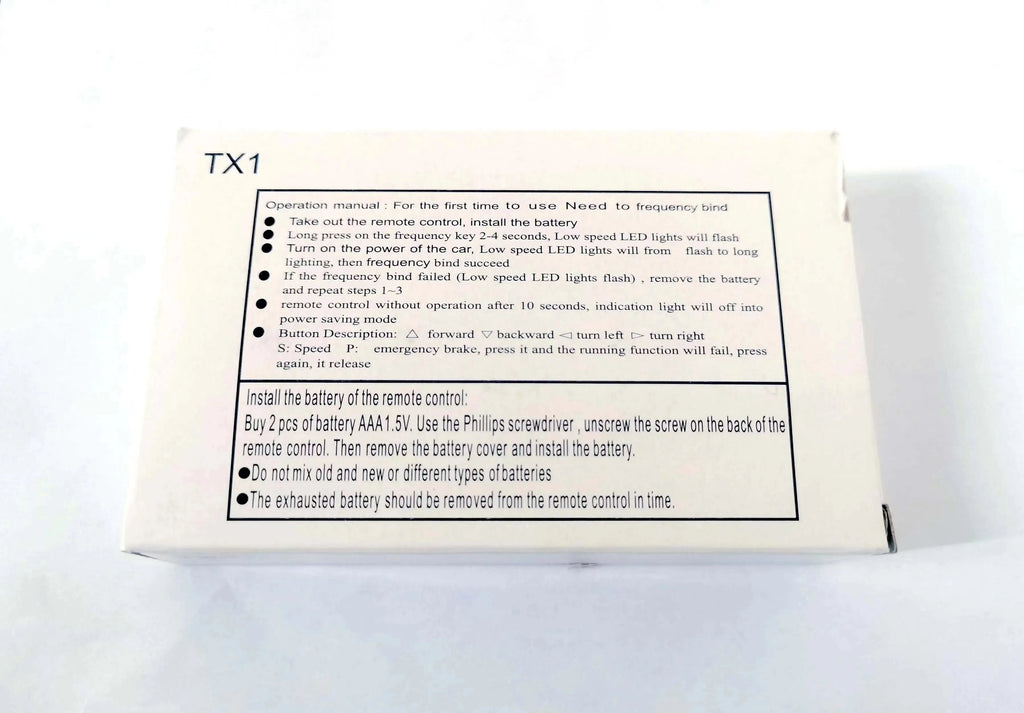 TX1
Operation manual : For the first time to use Need to frequency bind
● Take out the remote control, install the battery
● Long press on the frequency key 2-4 seconds, Low speed LED lights will flash
● Turn on the power of the car, Low speed LED lights will from flash to long
lighting, then frequency bind succeed
● If the frequency bind failed (Low speed LED lights flash) , remove the battery
and repeat steps 1~3
● remote control without operation after 10 seconds, indication light will off into
power saving mode
● Button Description: △ forward ▽ backward ◁ turn left ▷ turn right
S: Speed P: emergency brake, press it and the running function will fail, press
again, it release
Install the battery of the remote control:
Buy 2 pcs of battery AAA 1.5V. Use the Phillips screwdriver , unscrew the screw on the back of the
remote control. Then remove the battery cover and install the battery.
●Do not mix old and new or different types of batteries
●The exhausted battery should be removed from the remote control in time.